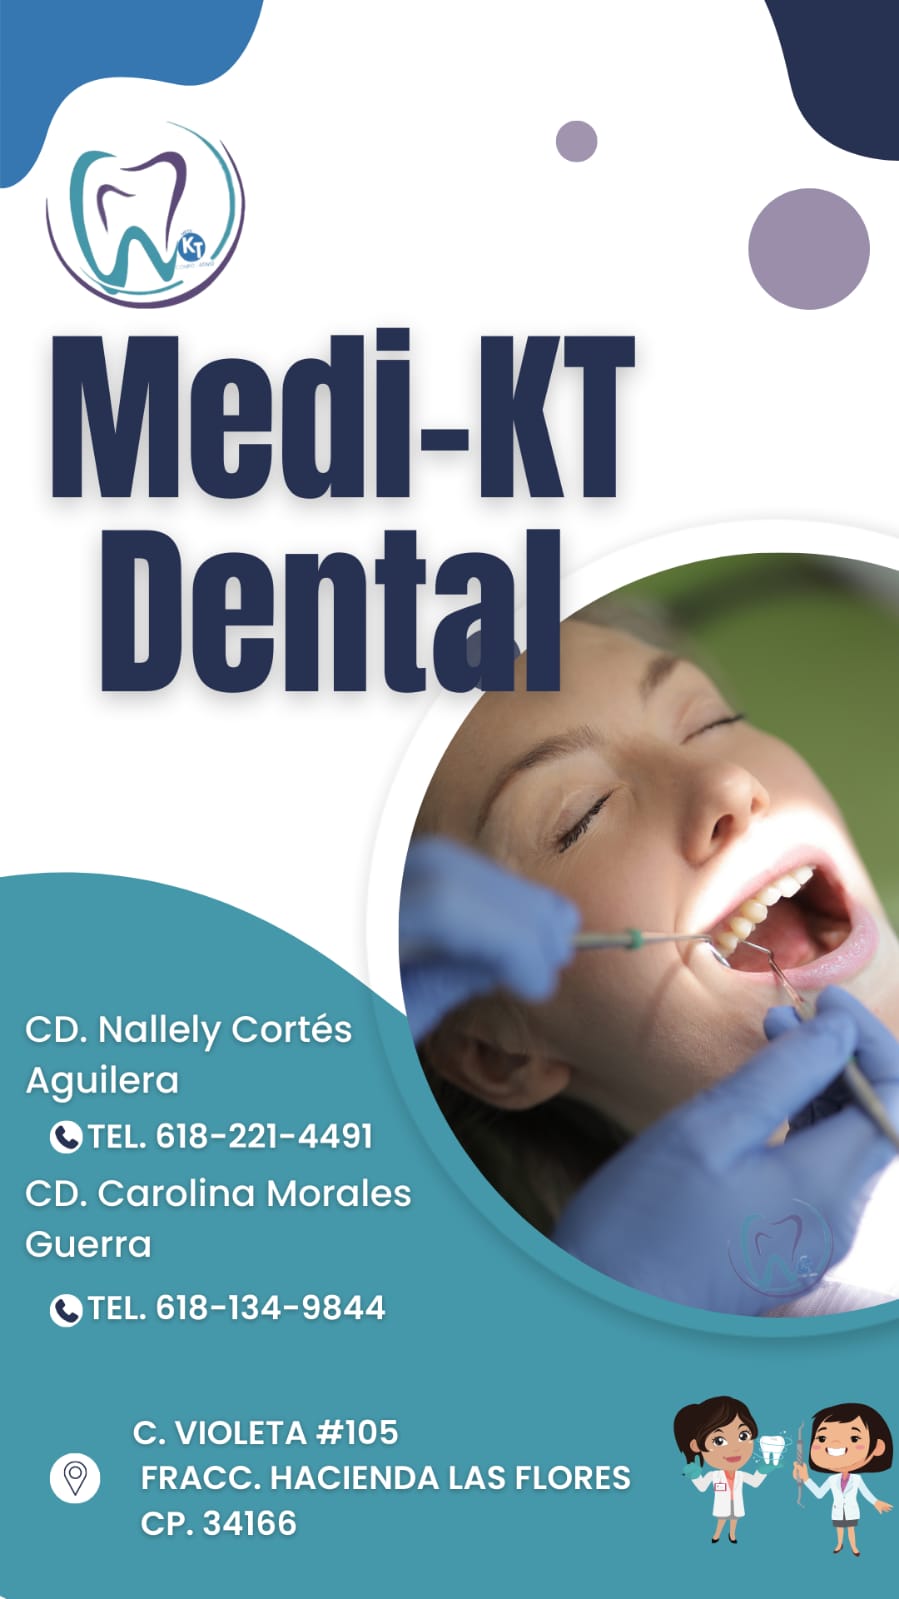 KT
Medi-KT
Dental
CD. Nallely Cortés
Aguilera
TEL. 618-221-4491
CD. Carolina Morales
Guerra
TEL. 618-134-9844
C. VIOLETA #105
FRACC. HACIENDA LAS FLORES
CP. 34166